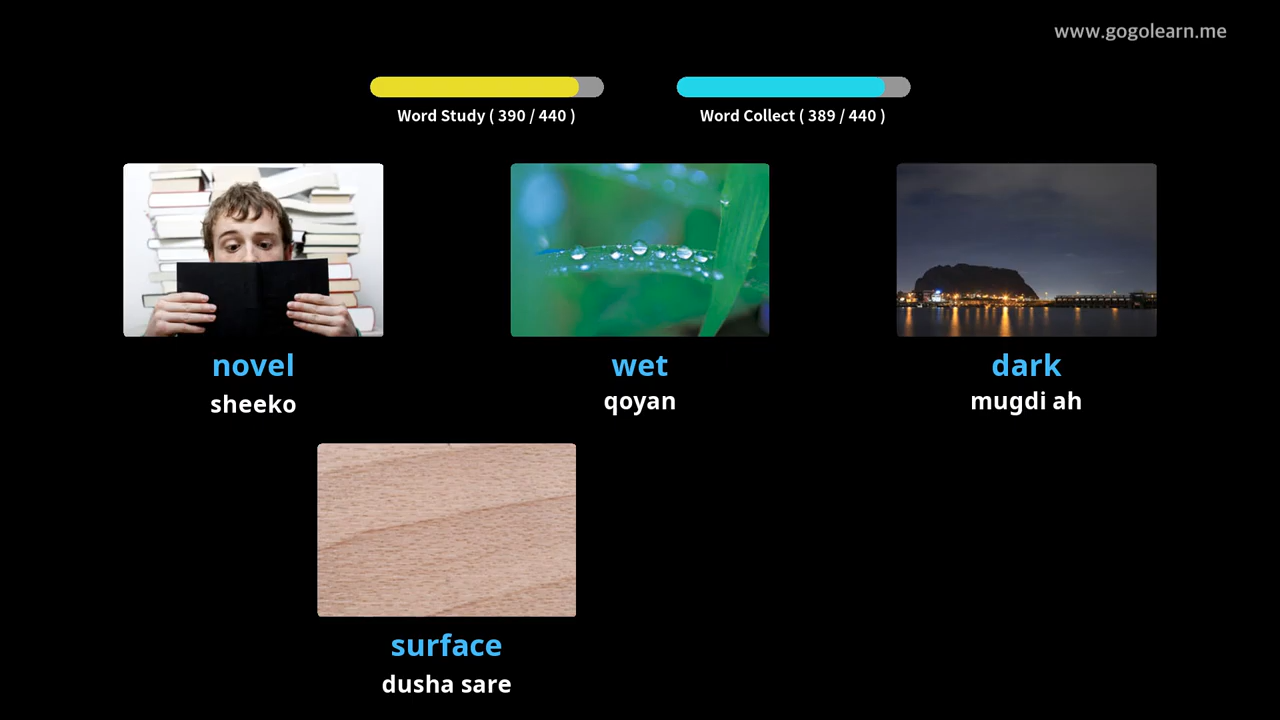 www.gogolearn.me
Word Study ( 390 / 440 )
Word Collect ( 389 / 440 )
novel
sheeko
wet
qoyan
dark
mugdi ah
surface
dusha sare